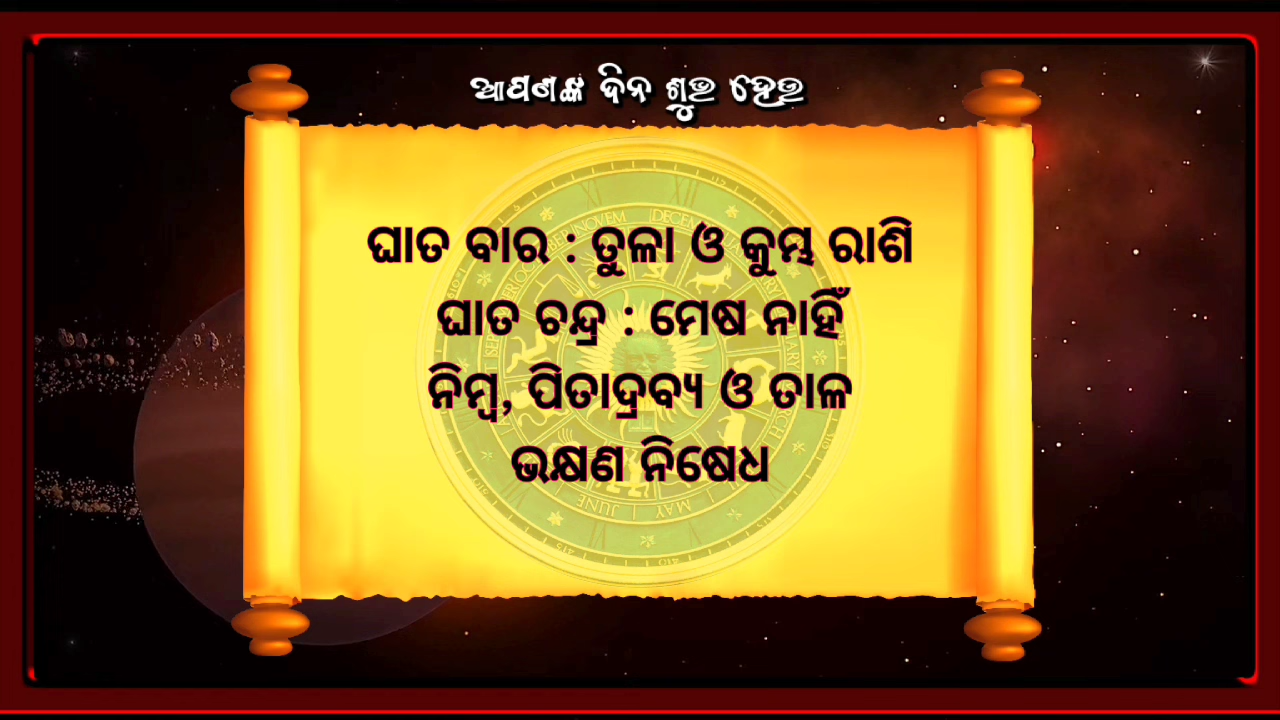 ଆପଣଙ୍କ ଦିନ ଶୁଭ ହେଉ
ଘାତ ବାର : ତୁଳା ଓ କୁମ୍ଭ ରାଶି
ଘାତ ଚନ୍ଦ୍ର : ମେଷ ନାହିଁ
ନିମ୍ବ, ପିତାଦ୍ରବ୍ୟ ଓ ତାଳ
ଭକ୍ଷଣ ନିଷେଧ